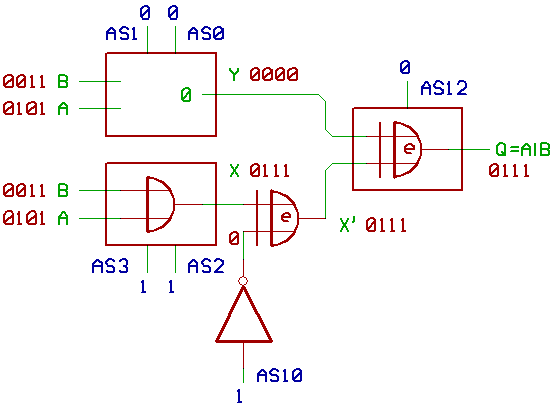 0 0
AS1 AS0
0011 B
0101 A
0
Y 0000
0
AS12
e
Q=A|B
0111
0011 B
0101 A
X 0111
e
0
X' 0111
AS3 AS2
1 1
AS10
1